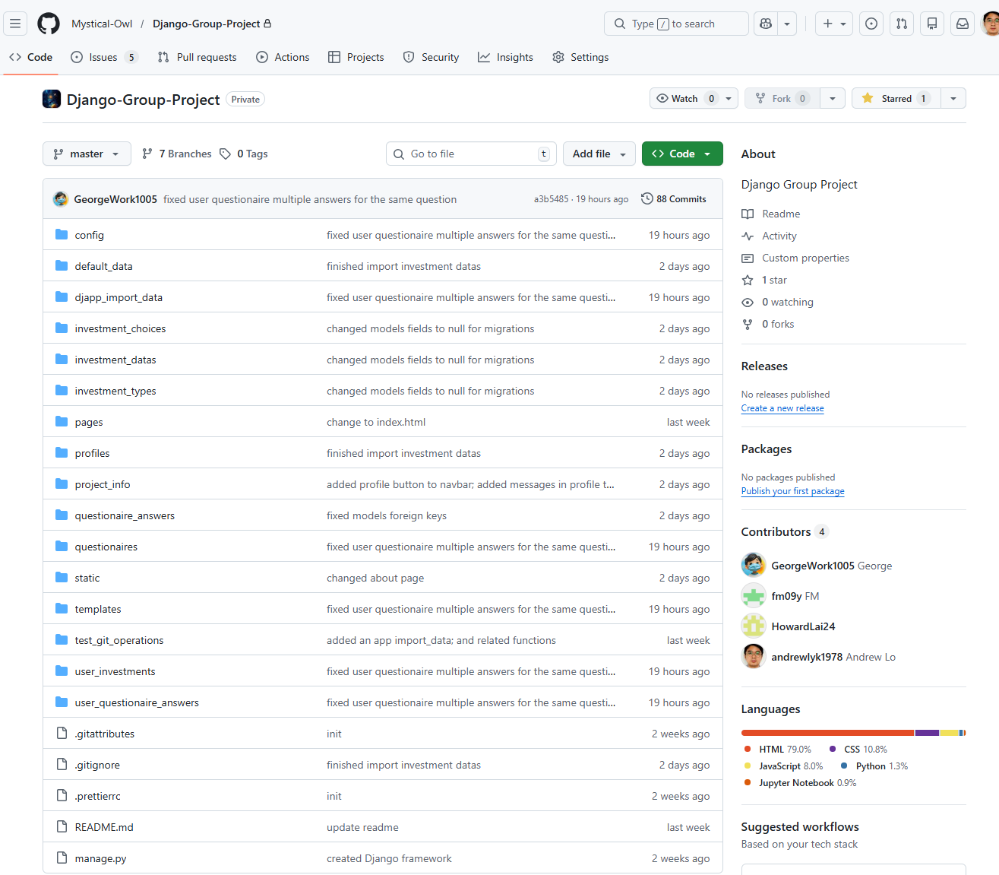 Mystical-Owl / Django-Group-Project
Type / to search
Code
Issues 5
Pull requests
Actions
Projects
Security
Insights
Settings
Django-Group-Project Private
Watch 0
Fork 0
Starred 1
master
7 Branches
0 Tags
Go to file t
Add file
Code
GeorgeWork1005 fixed user questionaire multiple answers for the same question a3b5485 · 19 hours ago 88 Commits
config fixed user questionaire multiple answers for the same questi... 19 hours ago
default_data finished import investment datas 2 days ago
djapp_import_data fixed user questionaire multiple answers for the same questi... 19 hours ago
investment_choices changed models fields to null for migrations 2 days ago
investment_datas changed models fields to null for migrations 2 days ago
investment_types changed models fields to null for migrations 2 days ago
pages change to index.html last week
profiles finished import investment datas 2 days ago
project_info added profile button to navbar; added messages in profile t... 2 days ago
questionaire_answers fixed models foreign keys 2 days ago
questionaires fixed user questionaire multiple answers for the same questi... 19 hours ago
static changed about page 2 days ago
templates fixed user questionaire multiple answers for the same questi... 19 hours ago
test_git_operations added an app import_data; and related functions last week
user_investments fixed user questionaire multiple answers for the same questi... 19 hours ago
user_questionaire_answers fixed user questionaire multiple answers for the same questi... 19 hours ago
.gitattributes init 2 weeks ago
.gitignore finished import investment datas 2 days ago
.prettierrc init 2 weeks ago
README.md update readme last week
manage.py created Django framework 2 weeks ago
About
Django Group Project
Readme
Activity
Custom properties
1 star
0 watching
0 forks
Releases
No releases published
Create a new release
Packages
No packages published
Publish your first package
Contributors 4
GeorgeWork1005 George
fm09y FM
HowardLai24
andrewlyk1978 Andrew Lo
Languages
HTML 79.0% CSS 10.8%
JavaScript 8.0% Python 1.3%
Jupyter Notebook 0.9%
Suggested workflows
Based on your tech stack